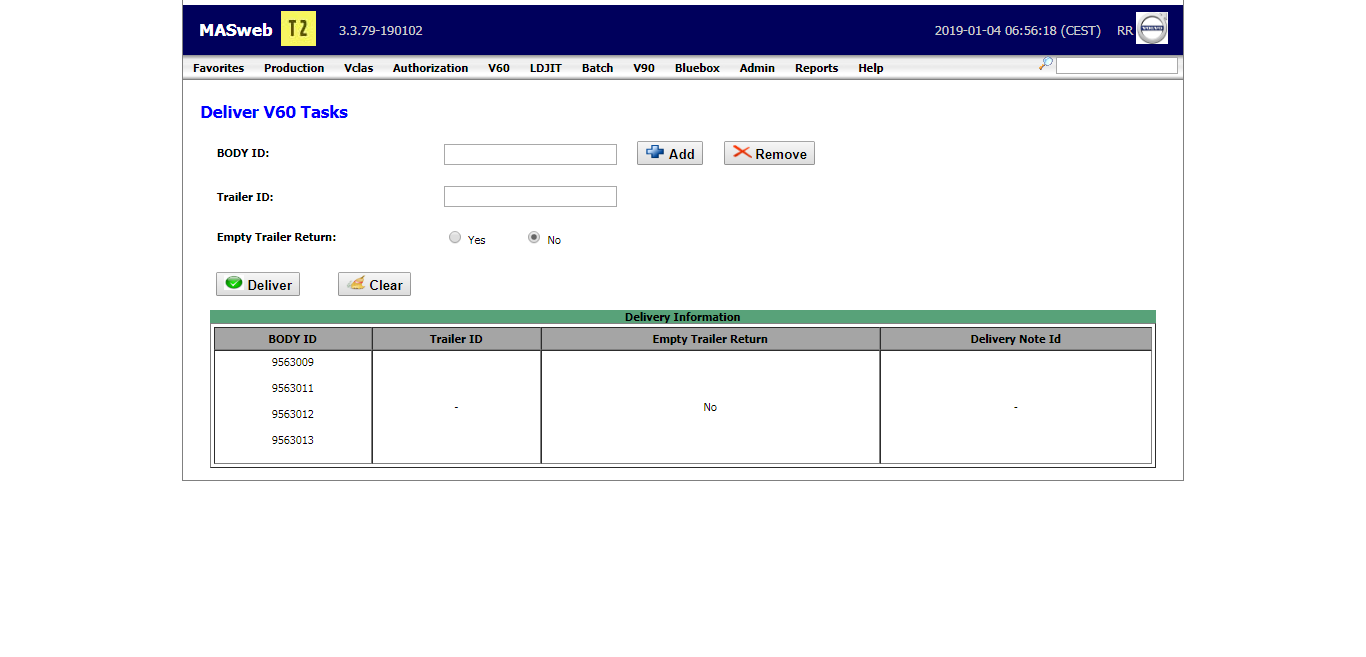 MASweb T2 3.3.79-190102 2019-01-04 06:56:18 (CEST) RR
Favorites Production Vclas Authorization V60 LDJIT Batch V90 Bluebox Admin Reports Help
Deliver V60 Tasks
BODY ID: Add Remove
Trailer ID:
Empty Trailer Return: Yes No
Deliver Clear
Delivery Information
BODY ID Trailer ID Empty Trailer Return Delivery Note Id
9563009
9563011
- No -
9563012
9563013